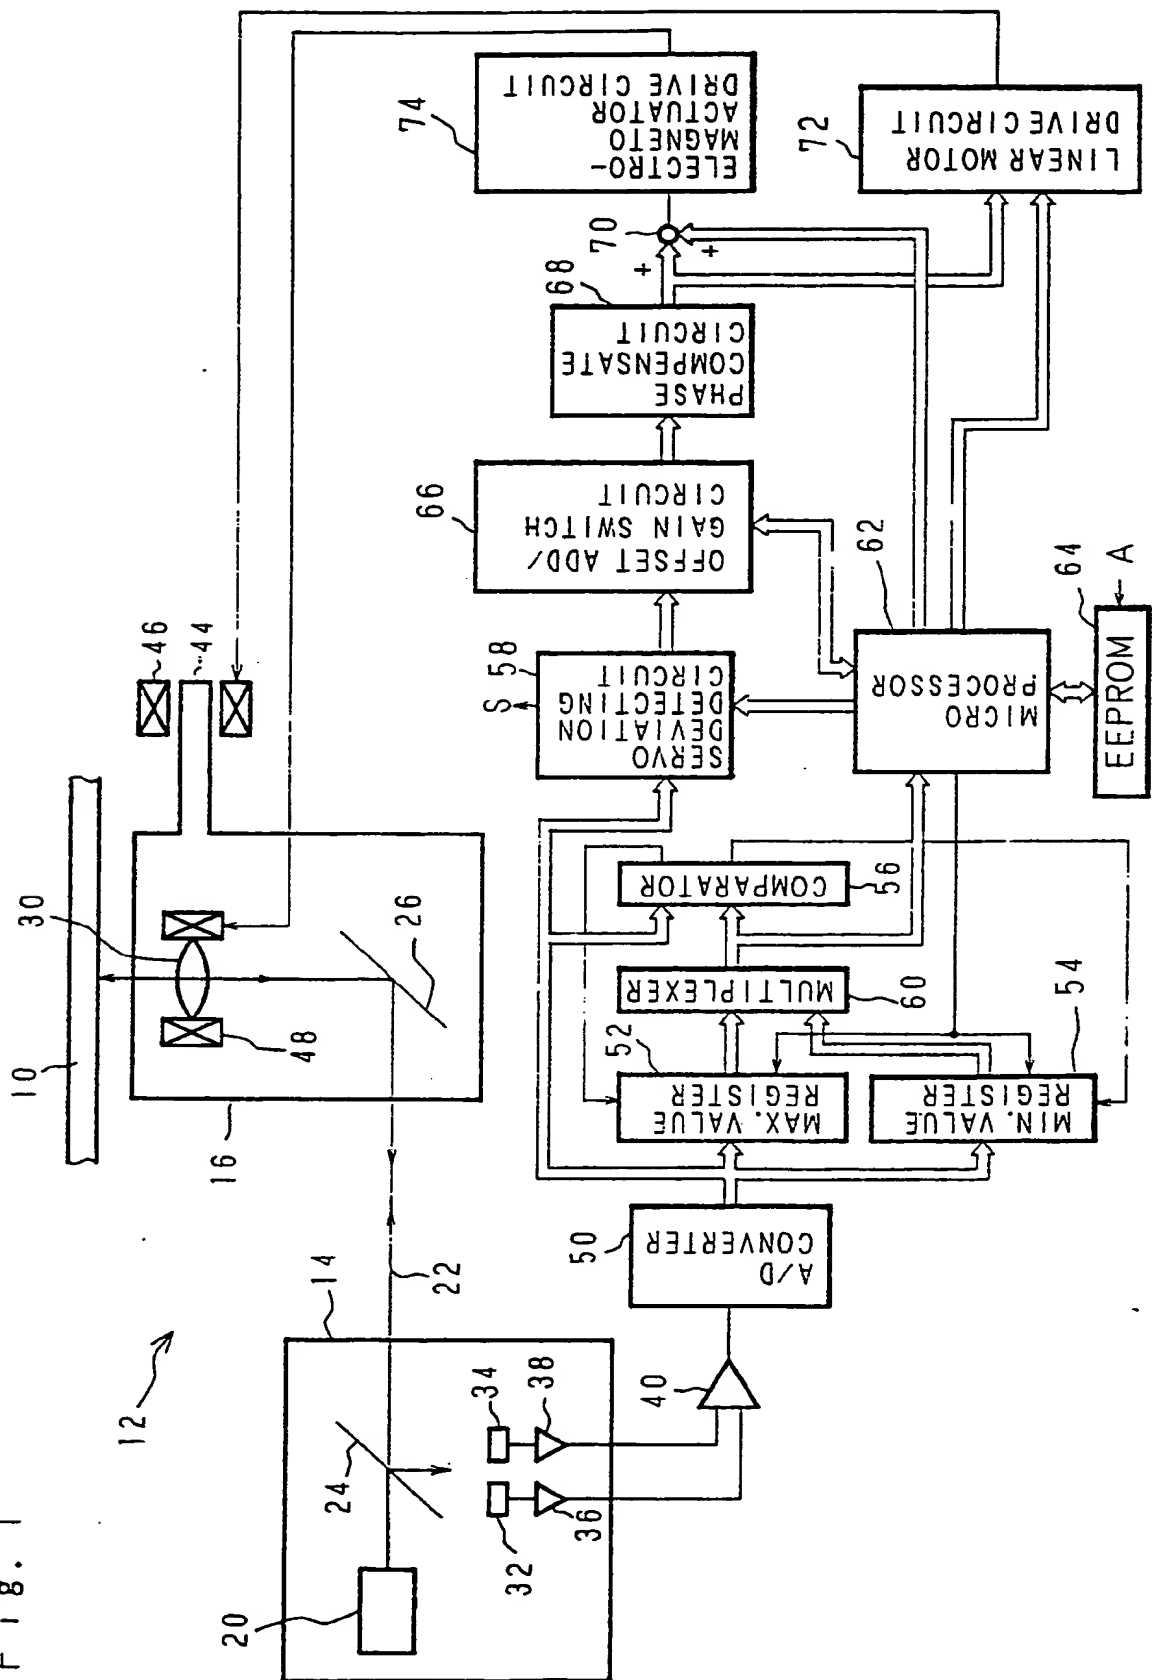 Fig. 1
10
12
14
16
20
22
24
26
30
32
34
36
38
40
44
46
48
50
A/D
CONVERTER
52
MAX. VALUE
REGISTER
54
MIN. VALUE
REGISTER
60
MULTIPLEXER
56
COMPARATOR
58
S
SERVO
DEVIATION
DETECTING
CIRCUIT
62
MICRO
PROCESSOR
64
EEPROM
A
66
OFFSET ADD/
GAIN SWITCH
CIRCUIT
68
PHASE
COMPENSATE
CIRCUIT
70
+
+
72
LINEAR MOTOR
DRIVE CIRCUIT
74
ELECTRO-
MAGNETO
ACTUATOR
DRIVE CIRCUIT